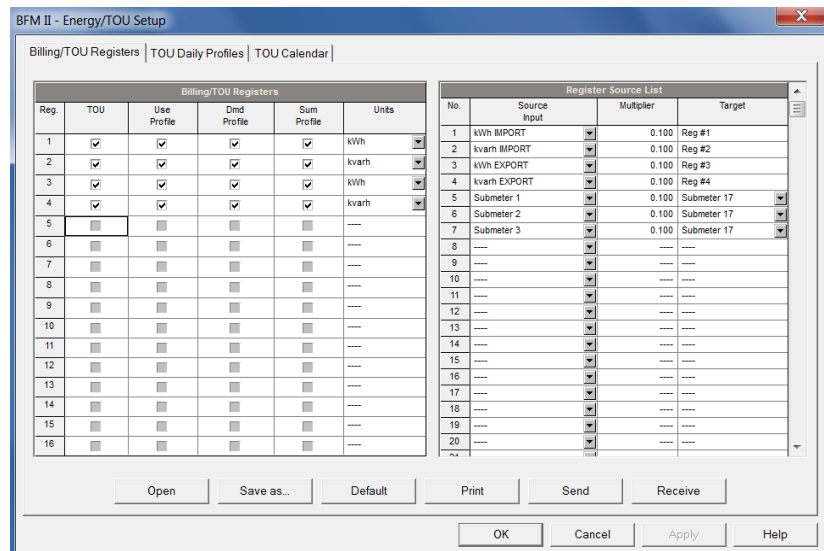 BFM II - Energy/TOU Setup
Billing/TOU Registers TOU Daily Profiles TOU Calendar
Billing/TOU Registers
Reg. TOU Use Profile Dmd Profile Sum Profile Units
1 kWh
2 kvarh
3 kWh
4 kvarh
5 ----
6 ----
7 ----
8 ----
9 ----
10 ----
11 ----
12 ----
13 ----
14 ----
15 ----
16 ----
Register Source List
No. Source Input Multiplier Target
1 kWh IMPORT 0.100 Reg #1
2 kvarh IMPORT 0.100 Reg #2
3 kWh EXPORT 0.100 Reg #3
4 kvarh EXPORT 0.100 Reg #4
5 Submeter 1 0.100 Submeter 17
6 Submeter 2 0.100 Submeter 17
7 Submeter 3 0.100 Submeter 17
8 ---- ---- ----
9 ---- ---- ----
10 ---- ---- ----
11 ---- ---- ----
12 ---- ---- ----
13 ---- ---- ----
14 ---- ---- ----
15 ---- ---- ----
16 ---- ---- ----
17 ---- ---- ----
18 ---- ---- ----
19 ---- ---- ----
20 ---- ---- ----
Open Save as... Default Print Send Receive
OK Cancel Apply Help